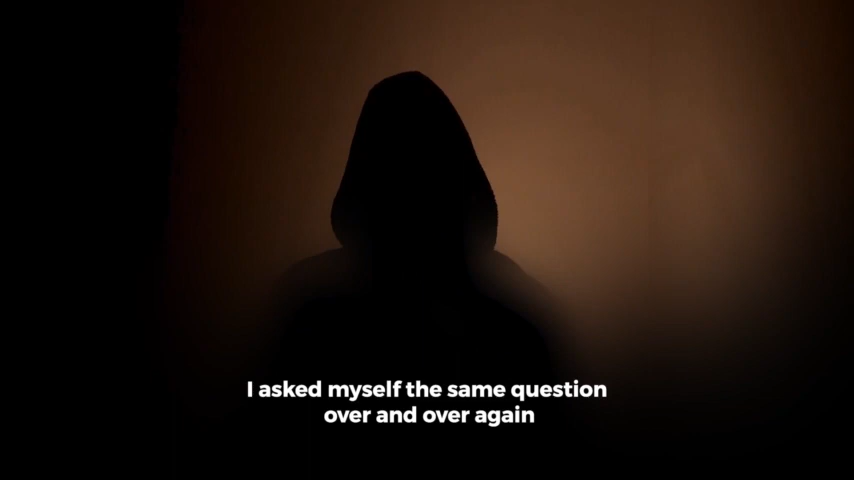 I asked myself the same question
over and over again